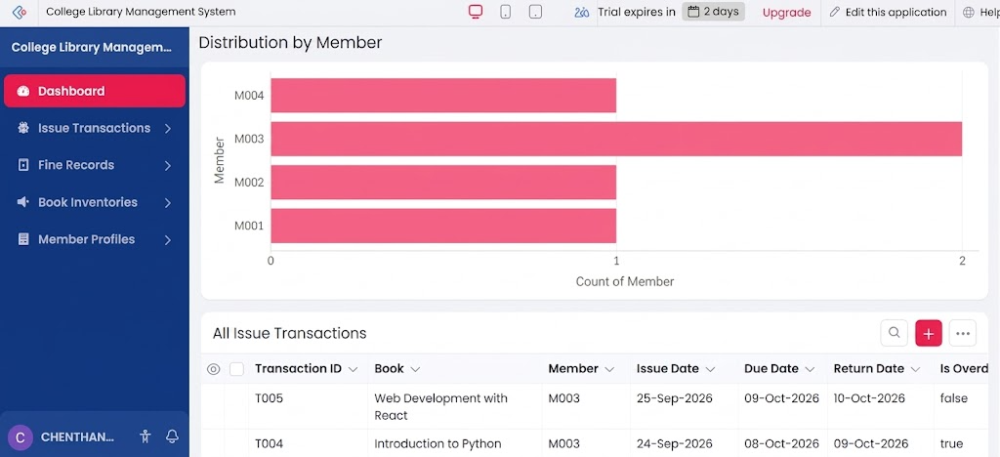 College Library Management System
Trial expires in 2 days Upgrade Edit this application Help
College Library Managem...
Dashboard
Issue Transactions
Fine Records
Book Inventories
Member Profiles
C CHENTHAN...
Distribution by Member
Member
M004
M003
M002
M001
0 1 2
Count of Member
All Issue Transactions
Transaction ID Book Member Issue Date Due Date Return Date Is Overd
T005 Web Development with M003 25-Sep-2026 09-Oct-2026 10-Oct-2026 false
React
T004 Introduction to Python M003 24-Sep-2026 08-Oct-2026 09-Oct-2026 true